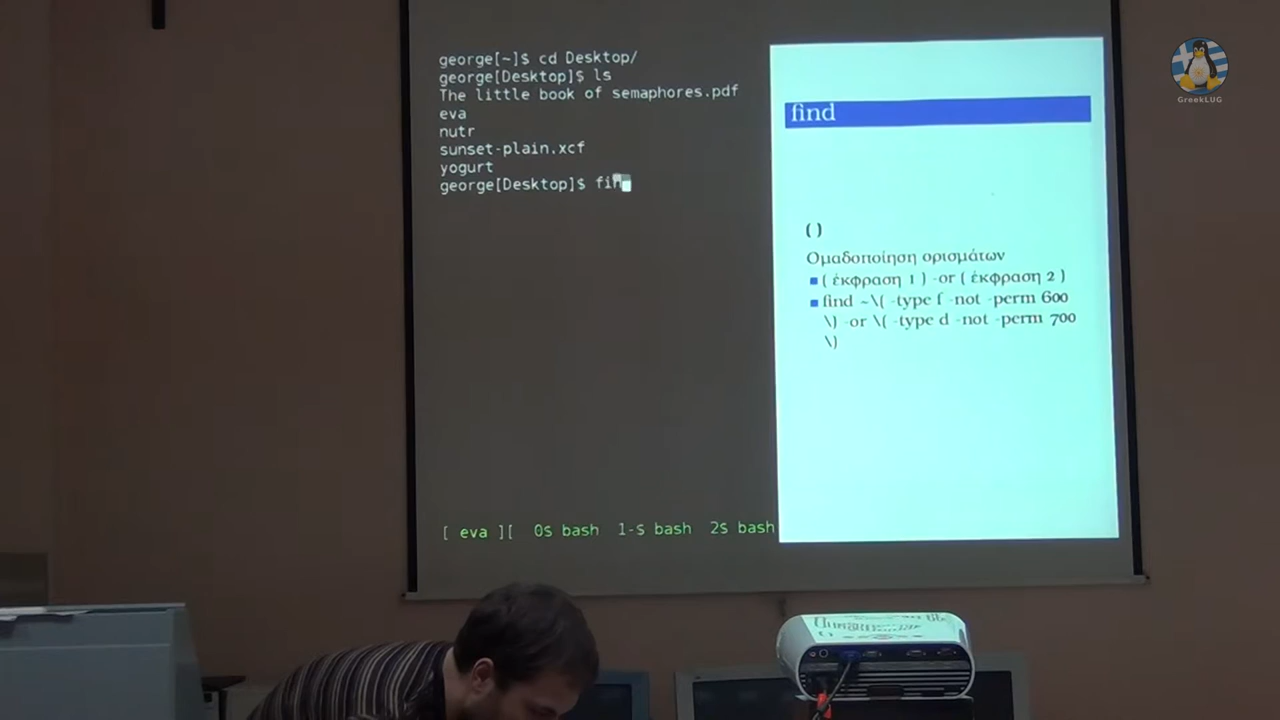 george[~]$ cd Desktop/
george[Desktop]$ ls
The little book of semaphores.pdf
eva
nutr
sunset-plain.xcf
yogurt
george[Desktop]$ fin
[ eva ][ 0$ bash 1-$ bash 2$ bash
find
( )
Ομαδοποίηση ορισμάτων
( έκφραση 1 ) -or ( έκφραση 2 )
find ~\( -type f -not -perm 600
\) -or \( -type d -not -perm 700
\)
GreekLUG